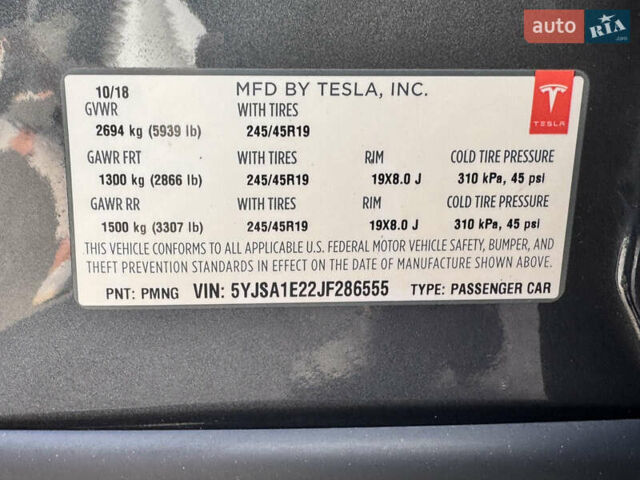 auto RIA.com
10/18 MFD BY TESLA, INC.
GVWR WITH TIRES
2694 kg (5939 lb) 245/45R19
TESLA
GAWR FRT WITH TIRES RIM COLD TIRE PRESSURE
1300 kg (2866 lb) 245/45R19 19X8.0 J 310 kPa, 45 psi
GAWR RR WITH TIRES RIM COLD TIRE PRESSURE
1500 kg (3307 lb) 245/45R19 19X8.0 J 310 kPa, 45 psi
THIS VEHICLE CONFORMS TO ALL APPLICABLE U.S. FEDERAL MOTOR VEHICLE SAFETY, BUMPER, AND
THEFT PREVENTION STANDARDS IN EFFECT ON THE DATE OF MANUFACTURE SHOWN ABOVE.
PNT: PMNG VIN: 5YJSA1E22JF286555 TYPE: PASSENGER CAR